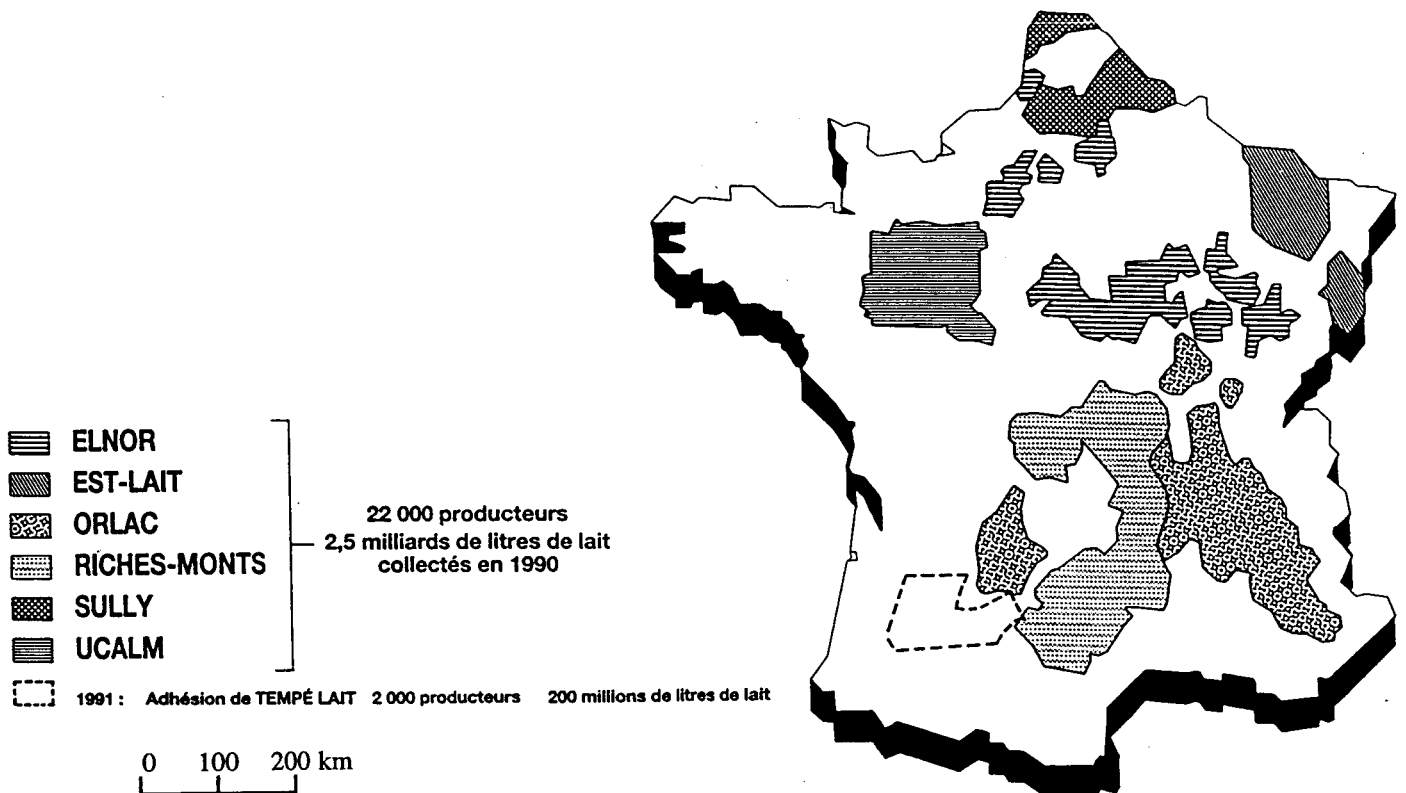 ELNOR
EST-LAIT
ORLAC
RICHES-MONTS
SULLY
UCALM
22 000 producteurs
2,5 milliards de litres de lait
collectés en 1990
1991 : Adhésion de TEMPÉ LAIT 2 000 producteurs 200 millions de litres de lait
0 100 200 km